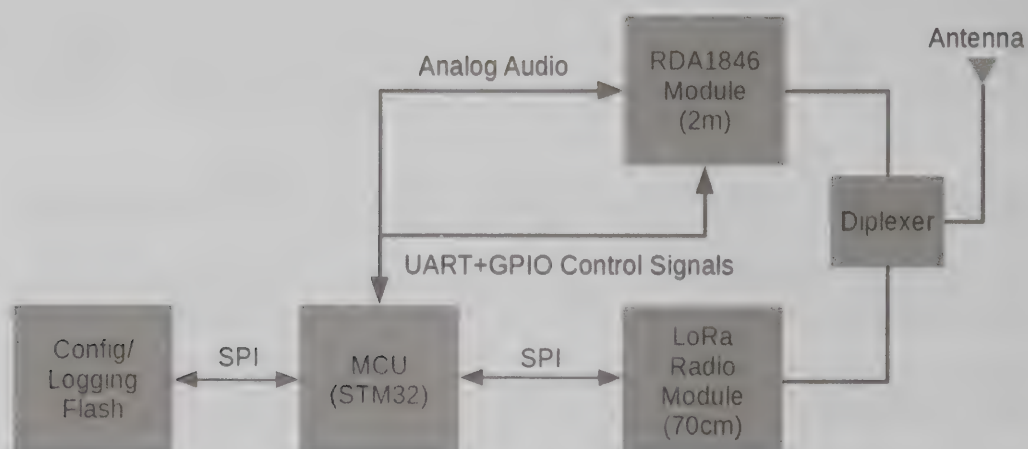 Antenna
Analog Audio
RDA1846
Module
(2m)
Diplexer
UART+GPIO Control Signals
Config/
Logging
Flash
SPI
MCU
(STM32)
SPI
LoRa
Radio
Module
(70cm)